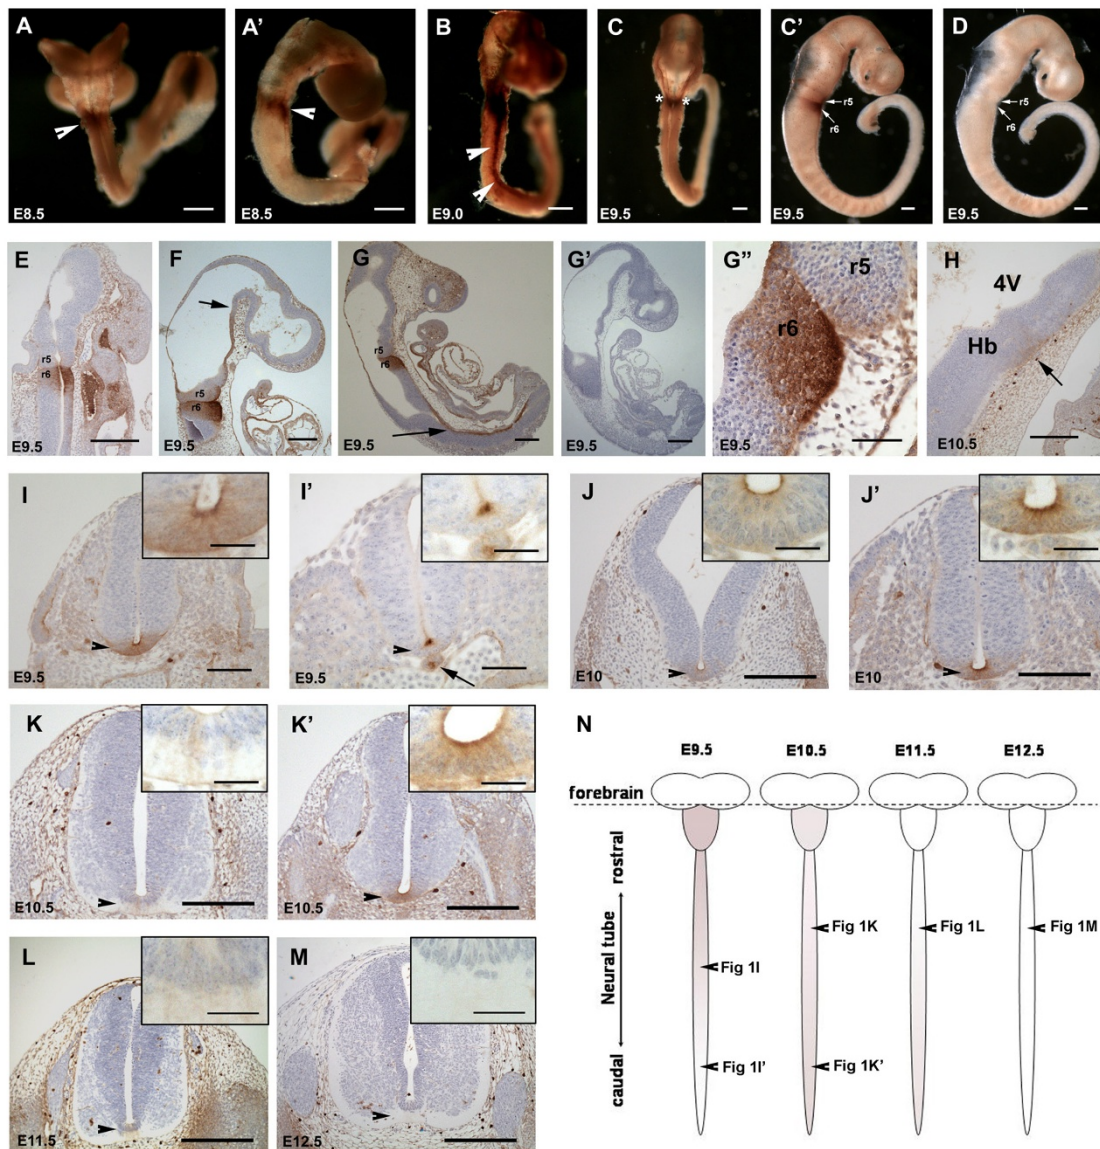 A
E8.5
A'
E8.5
B
E9.0
C
* *
E9.5
C'
r5
r6
E9.5
D
r5
r6
E9.5
E
r5
r6
E9.5
F
r5
r6
E9.5
G
r5
r6
E9.5
G'
E9.5
G"
r5
r6
E9.5
H
4V
Hb
E10.5
I
E9.5
I'
E9.5
J
E10
J'
E10
K
E10.5
K'
E10.5
L
E11.5
M
E12.5
N
E9.5 E10.5 E11.5 E12.5
forebrain
rostral
Neural tube
caudal
Fig 1K
Fig 1L
Fig 1M
Fig 1I
Fig 1I'
Fig 1K'